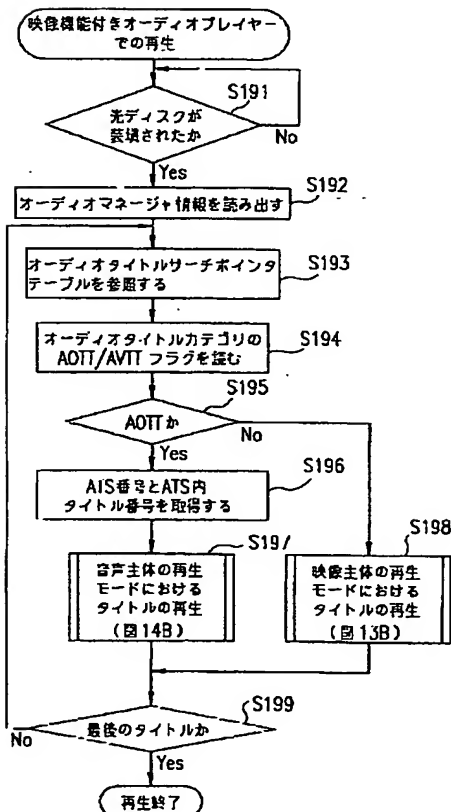 映像機能付きオーディオプレイヤー
での再生
S191
光ディスクが
装填されたか
No
Yes
S192
オーディオマネージャ情報を読み出す
S193
オーディオタイトルサーチポインタ
テーブルを参照する
S194
オーディオタイトルカテゴリの
AOTT/AVTTフラグを読む
S195
AOTTか
No
Yes
S196
ATS番号とATS内
タイトル番号を取得する
S197
音声主体の再生
モードにおける
タイトルの再生
(図14B)
S198
映像主体の再生
モードにおける
タイトルの再生
(図13B)
S199
最後のタイトルか
No
Yes
再生終了